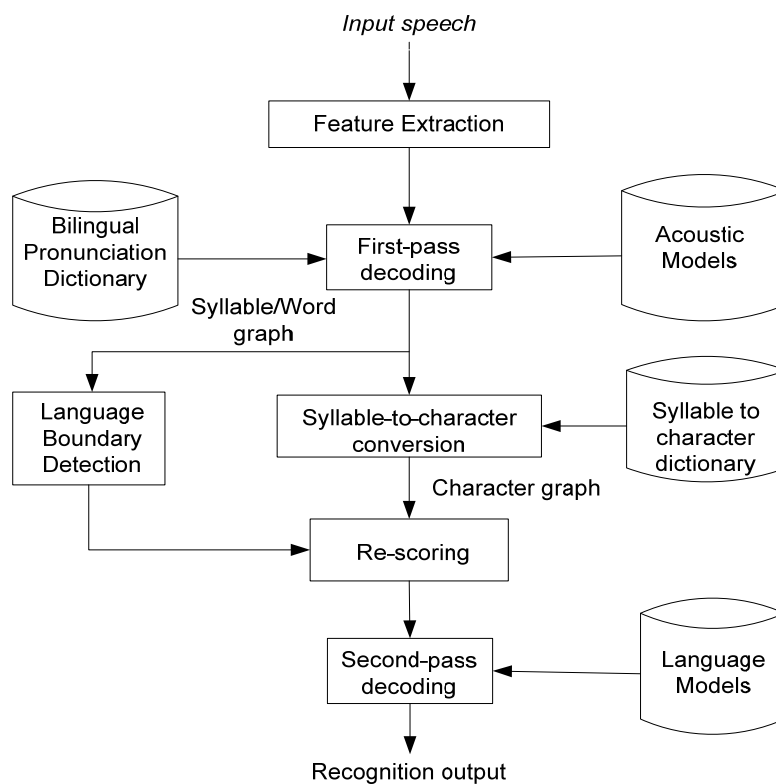 Input speech
Feature Extraction
Bilingual
Pronunciation
Dictionary
First-pass
decoding
Acoustic
Models
Syllable/Word
graph
Language
Boundary
Detection
Syllable-to-character
conversion
Syllable to
character
dictionary
Character graph
Re-scoring
Second-pass
decoding
Language
Models
Recognition output